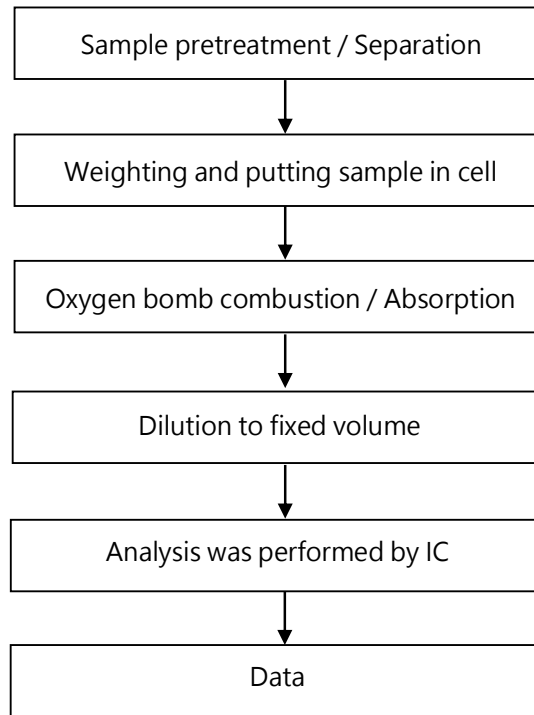 Sample pretreatment / Separation
Weighting and putting sample in cell
Oxygen bomb combustion / Absorption
Dilution to fixed volume
Analysis was performed by IC
Data